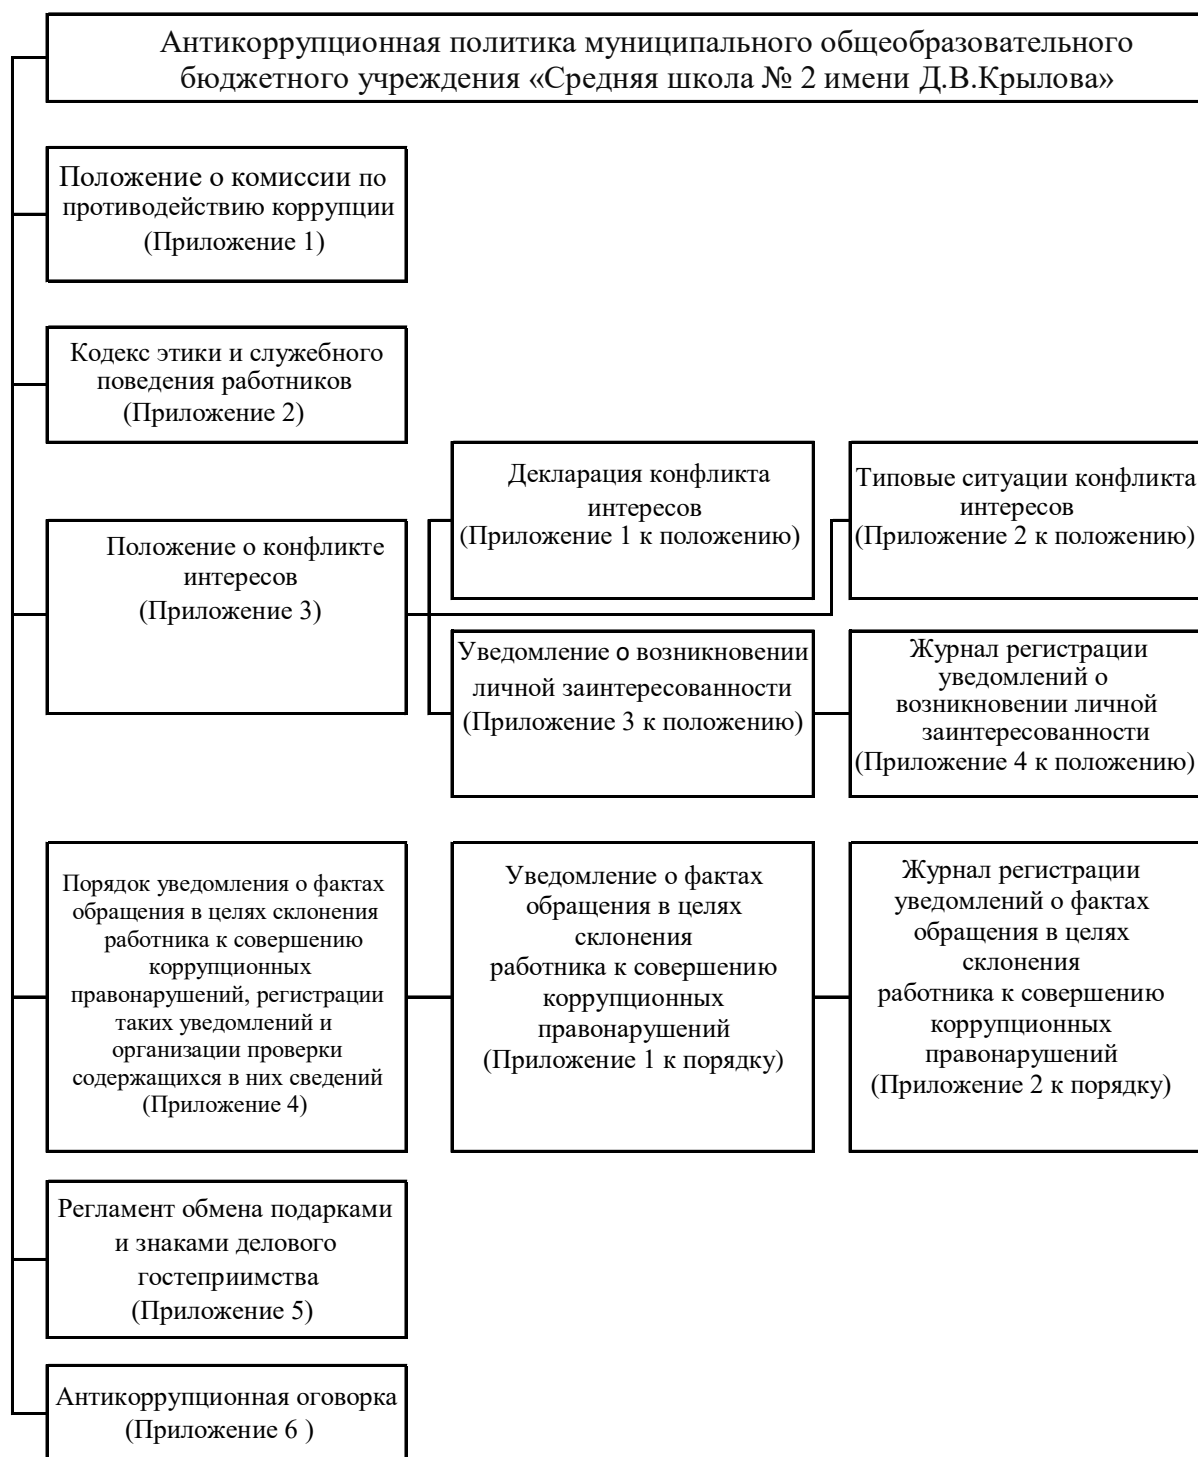 Антикоррупционная политика муниципального общеобразовательного
бюджетного учреждения «Средняя школа № 2 имени Д.В.Крылова»
Положение о комиссии по
противодействию коррупции
(Приложение 1)
Кодекс этики и служебного
поведения работников
(Приложение 2)
Положение о конфликте
интересов
(Приложение 3)
Декларация конфликта
интересов
(Приложение 1 к положению)
Типовые ситуации конфликта
интересов
(Приложение 2 к положению)
Уведомление о возникновении
личной заинтересованности
(Приложение 3 к положению)
Журнал регистрации
уведомлений о
возникновении личной
заинтересованности
(Приложение 4 к положению)
Порядок уведомления о фактах
обращения в целях склонения
работника к совершению
коррупционных
правонарушений, регистрации
таких уведомлений и
организации проверки
содержащихся в них сведений
(Приложение 4)
Уведомление о фактах
обращения в целях
склонения
работника к совершению
коррупционных
правонарушений
(Приложение 1 к порядку)
Журнал регистрации
уведомлений о фактах
обращения в целях
склонения
работника к совершению
коррупционных
правонарушений
(Приложение 2 к порядку)
Регламент обмена подарками
и знаками делового
гостеприимства
(Приложение 5)
Антикоррупционная оговорка
(Приложение 6 )